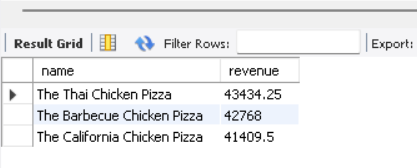 Result Grid Filter Rows: Export:
name revenue
The Thai Chicken Pizza 43434.25
The Barbecue Chicken Pizza 42768
The California Chicken Pizza 41409.5